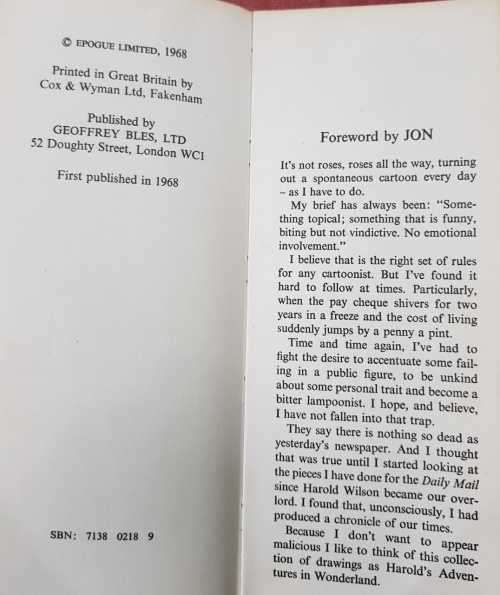 © EPOGUE LIMITED, 1968
Printed in Great Britain by
Cox & Wyman Ltd, Fakenham
Published by
GEOFFREY BLES, LTD
52 Doughty Street, London WC1
First published in 1968
SBN: 7138 0218 9
Foreword by JON
It's not roses, roses all the way, turning
out a spontaneous cartoon every day
– as I have to do.
My brief has always been: "Some-
thing topical; something that is funny,
biting but not vindictive. No emotional
involvement."
I believe that is the right set of rules
for any cartoonist. But I've found it
hard to follow at times. Particularly,
when the pay cheque shivers for two
years in a freeze and the cost of living
suddenly jumps by a penny a pint.
Time and time again, I've had to
fight the desire to accentuate some fail-
ing in a public figure, to be unkind
about some personal trait and become a
bitter lampoonist. I hope, and believe,
I have not fallen into that trap.
They say there is nothing so dead as
yesterday's newspaper. And I thought
that was true until I started looking at
the pieces I have done for the Daily Mail
since Harold Wilson became our over-
lord. I found that, unconsciously, I had
produced a chronicle of our times.
Because I don't want to appear
malicious I like to think of this collec-
tion of drawings as Harold's Adven-
tures in Wonderland.